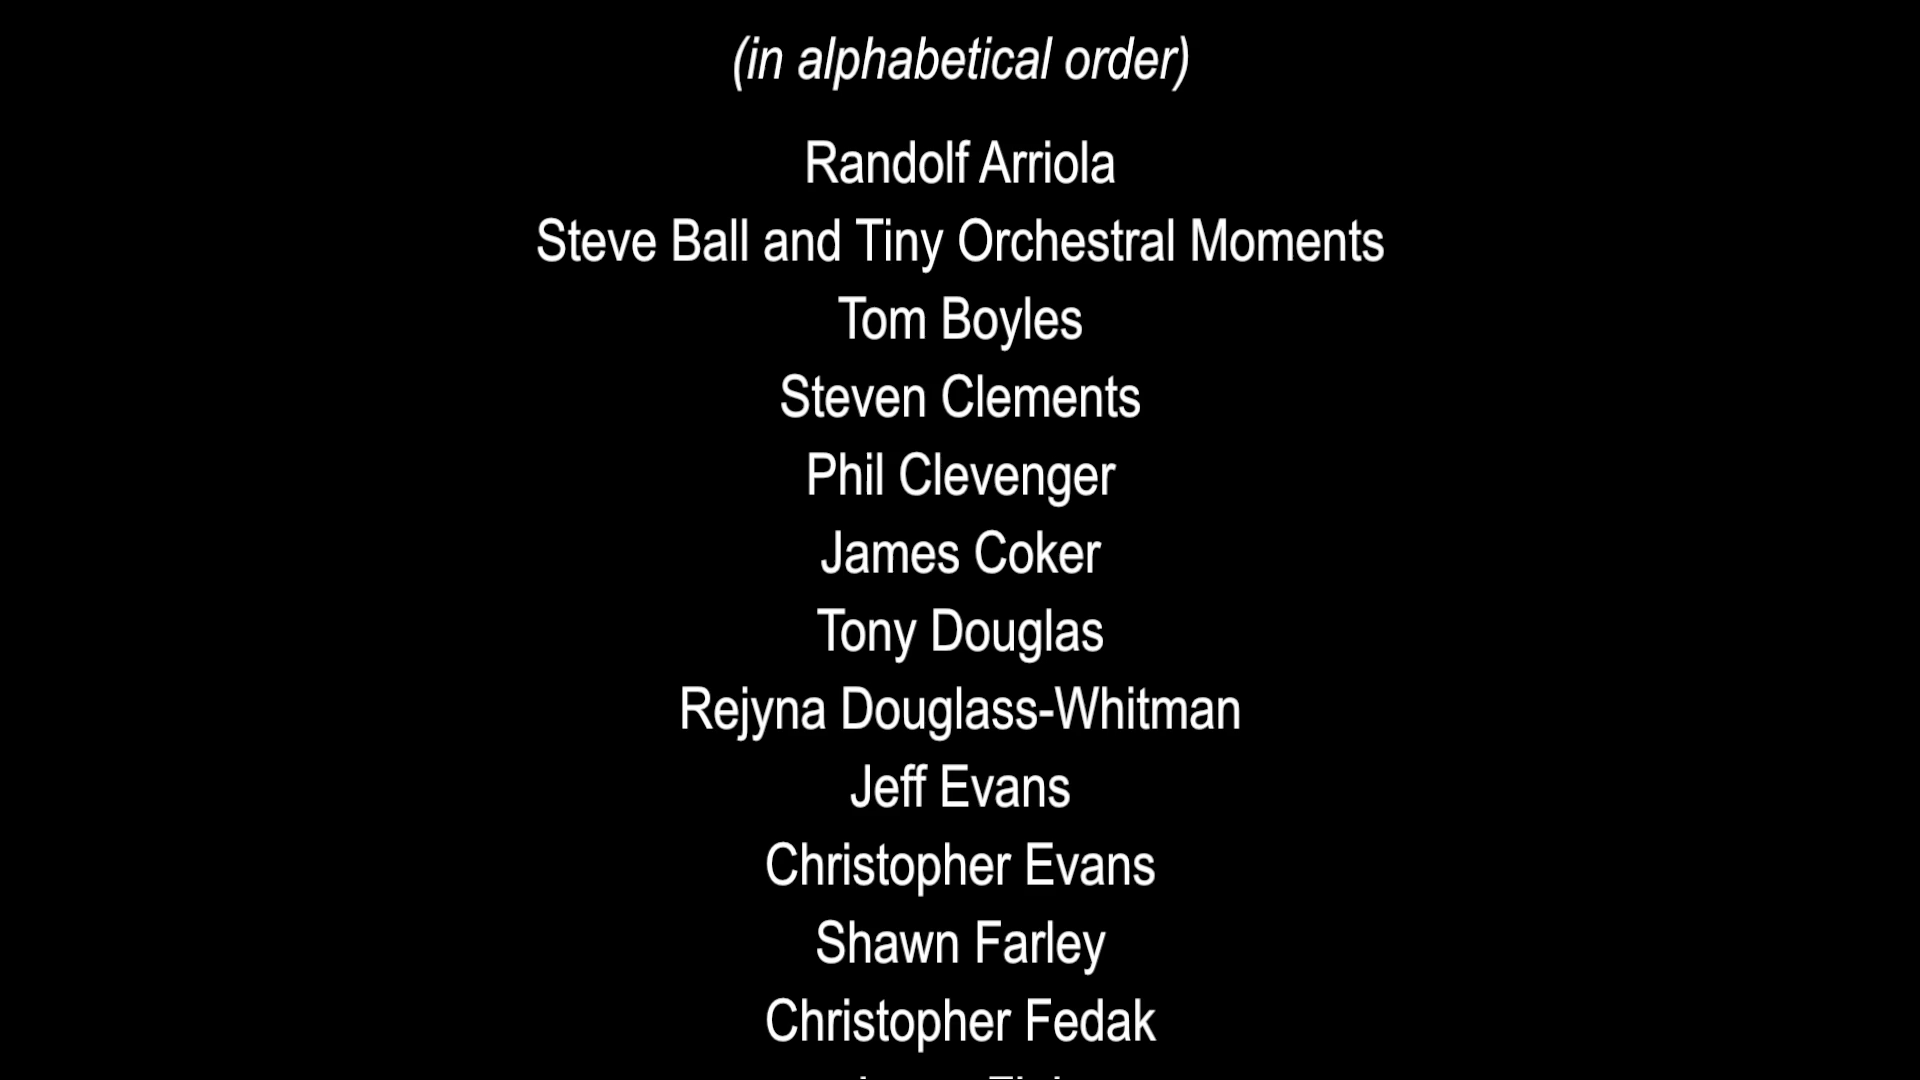 (in alphabetical order)
Randolf Arriola
Steve Ball and Tiny Orchestral Moments
Tom Boyles
Steven Clements
Phil Clevenger
James Coker
Tony Douglas
Rejyna Douglass-Whitman
Jeff Evans
Christopher Evans
Shawn Farley
Christopher Fedak